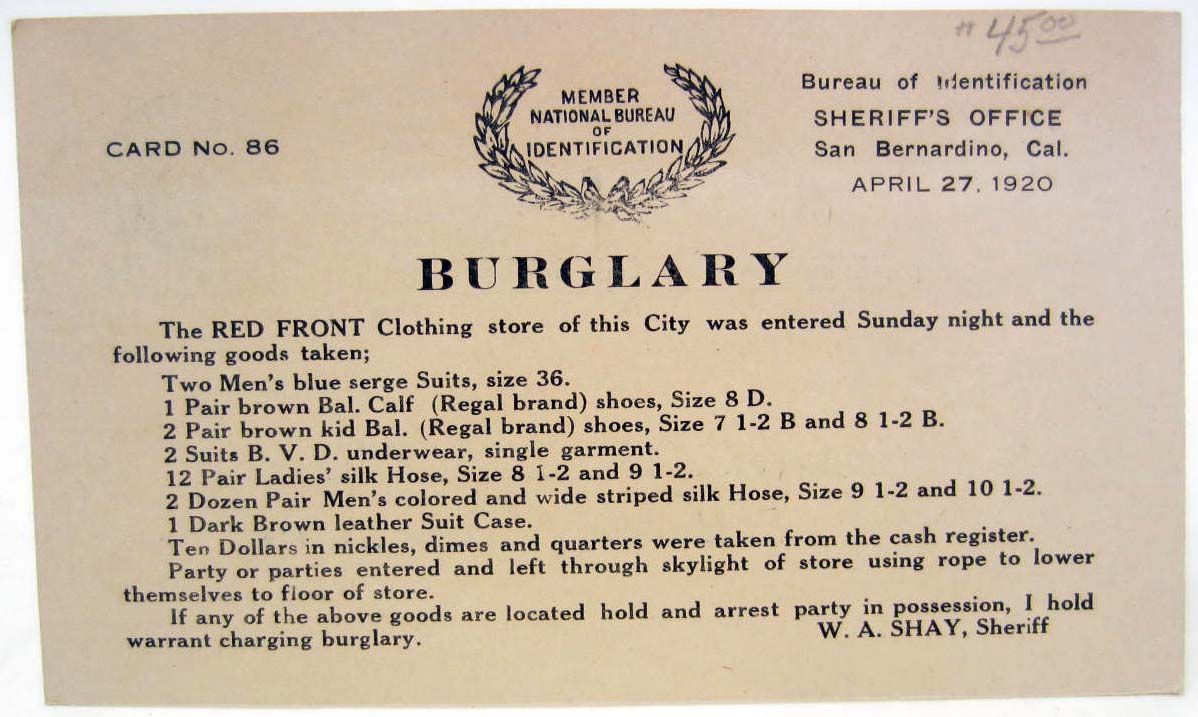 # 45.00
MEMBER
NATIONAL BUREAU
OF
IDENTIFICATION
Bureau of Identification
SHERIFF'S OFFICE
San Bernardino, Cal.
APRIL 27, 1920
CARD No. 86
BURGLARY
The RED FRONT Clothing store of this City was entered Sunday night and the
following goods taken;
Two Men's blue serge Suits, size 36.
1 Pair brown Bal. Calf (Regal brand) shoes, Size 8 D.
2 Pair brown kid Bal. (Regal brand) shoes, Size 7 1-2 B and 8 1-2 B.
2 Suits B. V. D. underwear, single garment.
12 Pair Ladies' silk Hose, Size 8 1-2 and 9 1-2.
2 Dozen Pair Men's colored and wide striped silk Hose, Size 9 1-2 and 10 1-2.
1 Dark Brown leather Suit Case.
Ten Dollars in nickles, dimes and quarters were taken from the cash register.
Party or parties entered and left through skylight of store using rope to lower
themselves to floor of store.
If any of the above goods are located hold and arrest party in possession, I hold
warrant charging burglary.
W. A. SHAY, Sheriff